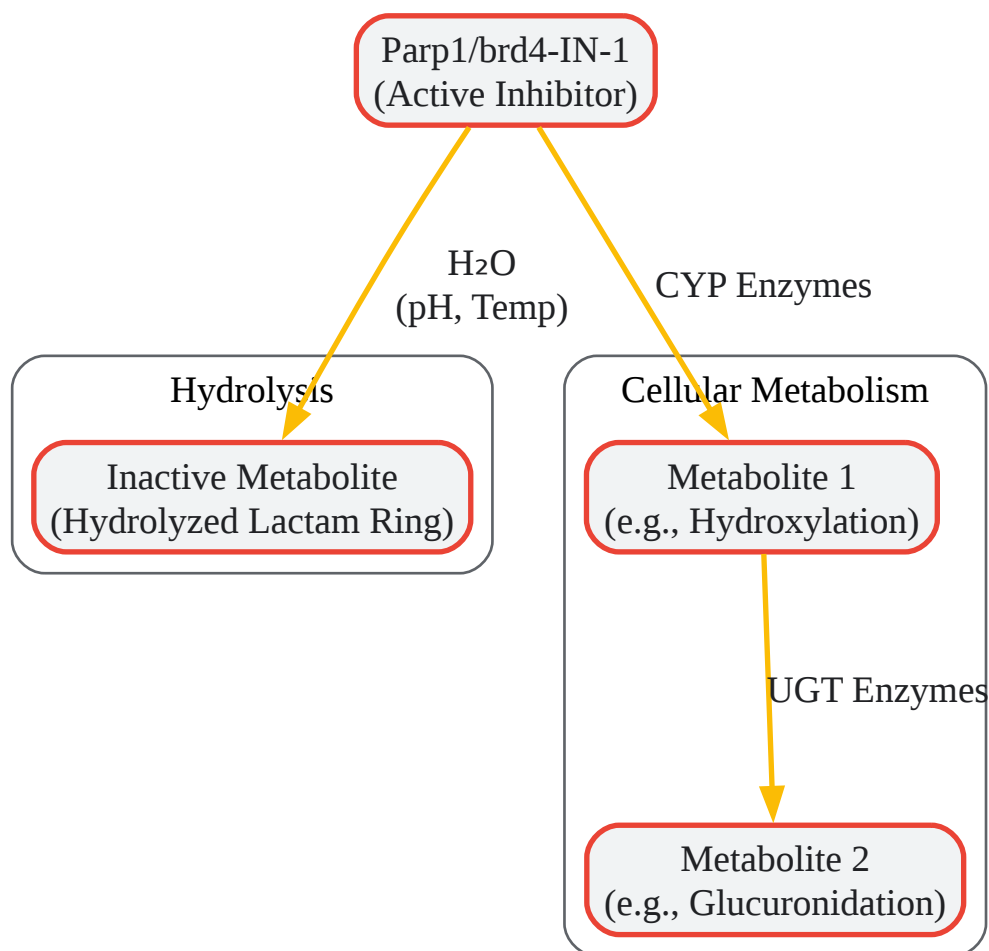 Parp1/brd4-IN-1
(Active Inhibitor)
H₂O
(pH, Temp)
CYP Enzymes
Hydrolysis
Inactive Metabolite
(Hydrolyzed Lactam Ring)
Cellular Metabolism
Metabolite 1
(e.g., Hydroxylation)
UGT Enzymes
Metabolite 2
(e.g., Glucuronidation)